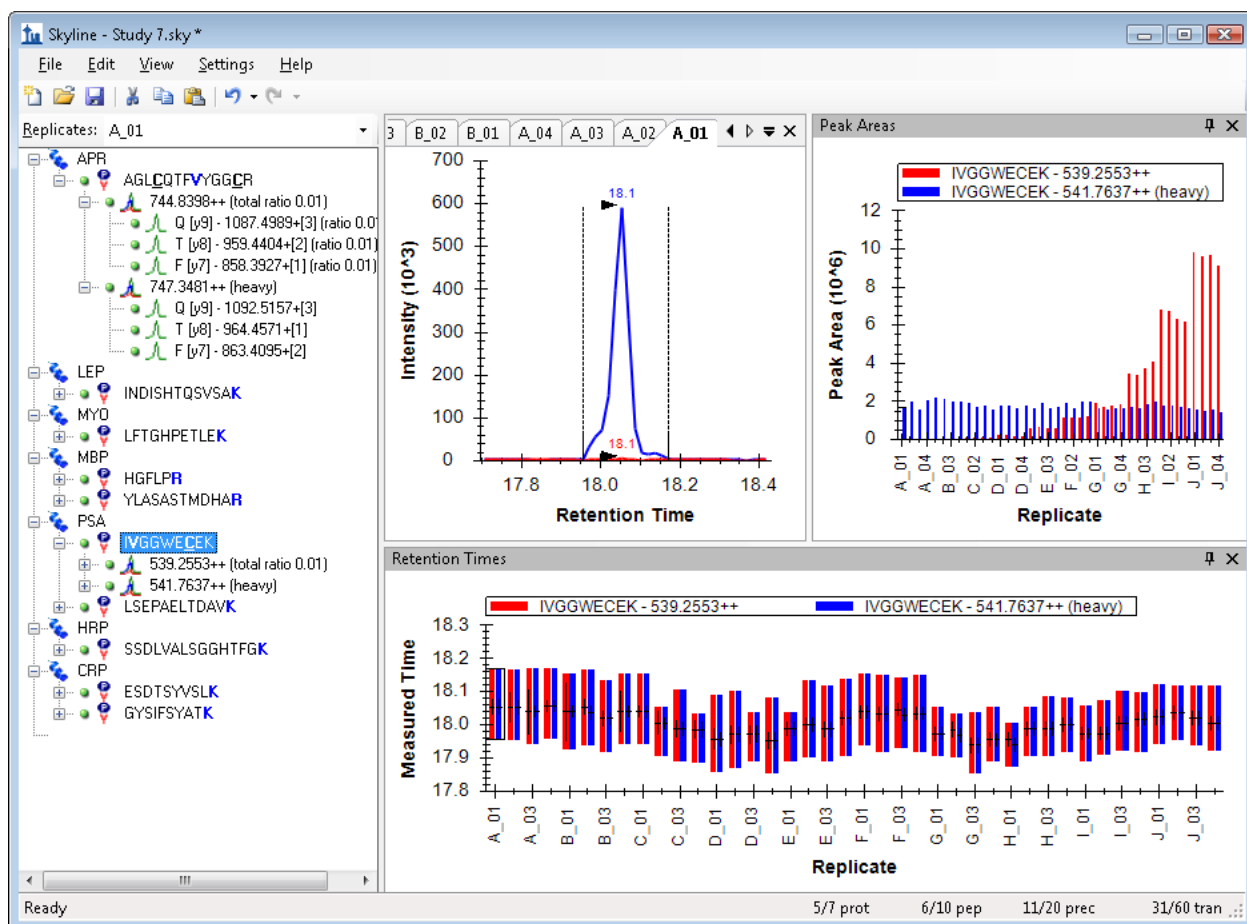 Skyline - Study 7.sky *
File Edit View Settings Help
Replicates: A_01
APR
AGLCQTFVYGGCR
744.8398++ (total ratio 0.01)
Q [y9] - 1087.4989+[3] (ratio 0.0
T [y8] - 959.4404+[2] (ratio 0.01)
F [y7] - 858.3927+[1] (ratio 0.01)
747.3481++ (heavy)
Q [y9] - 1092.5157+[3]
T [y8] - 964.4571+[1]
F [y7] - 863.4095+[2]
LEP
INDISHTQSVSAK
MYO
LFTGHPETLEK
MBP
HGFLPR
YLASASTMDHAR
PSA
IVGGWECEK
539.2553++ (total ratio 0.01)
541.7637++ (heavy)
LSEPAELTDAVK
HRP
SSDLVALSGGHTFGK
CRP
ESDTSYVSLK
GYSIFSYATK
3 B_02 B_01 A_04 A_03 A_02 A_01
700
600
500
400
300
200
100
0
Intensity (10^3)
18.1
18.1
17.8 18.0 18.2 18.4
Retention Time
Peak Areas
IVGGWECEK - 539.2553++
IVGGWECEK - 541.7637++ (heavy)
12
10
8
6
4
2
0
Peak Area (10^6)
A_01 A_04 B_03 C_02 D_01 D_04 E_03 F_02 G_01 G_04 H_03 I_02 J_01 J_04
Replicate
Retention Times
IVGGWECEK - 539.2553++ IVGGWECEK - 541.7637++ (heavy)
18.3
18.2
18.1
18.0
17.9
17.8
Measured Time
A_01 A_03 B_01 B_03 C_01 C_03 D_01 D_03 E_01 E_03 F_01 F_03 G_01 G_03 H_01 H_03 I_01 I_03 J_01 J_03
Replicate
Ready 5/7 prot 6/10 pep 11/20 prec 31/60 tran